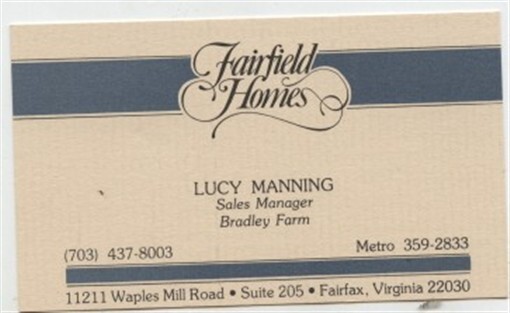 Fairfield
Homes
LUCY MANNING
Sales Manager
Bradley Farm
(703) 437-8003
Metro 359-2833
11211 Waples Mill Road • Suite 205 • Fairfax, Virginia 22030